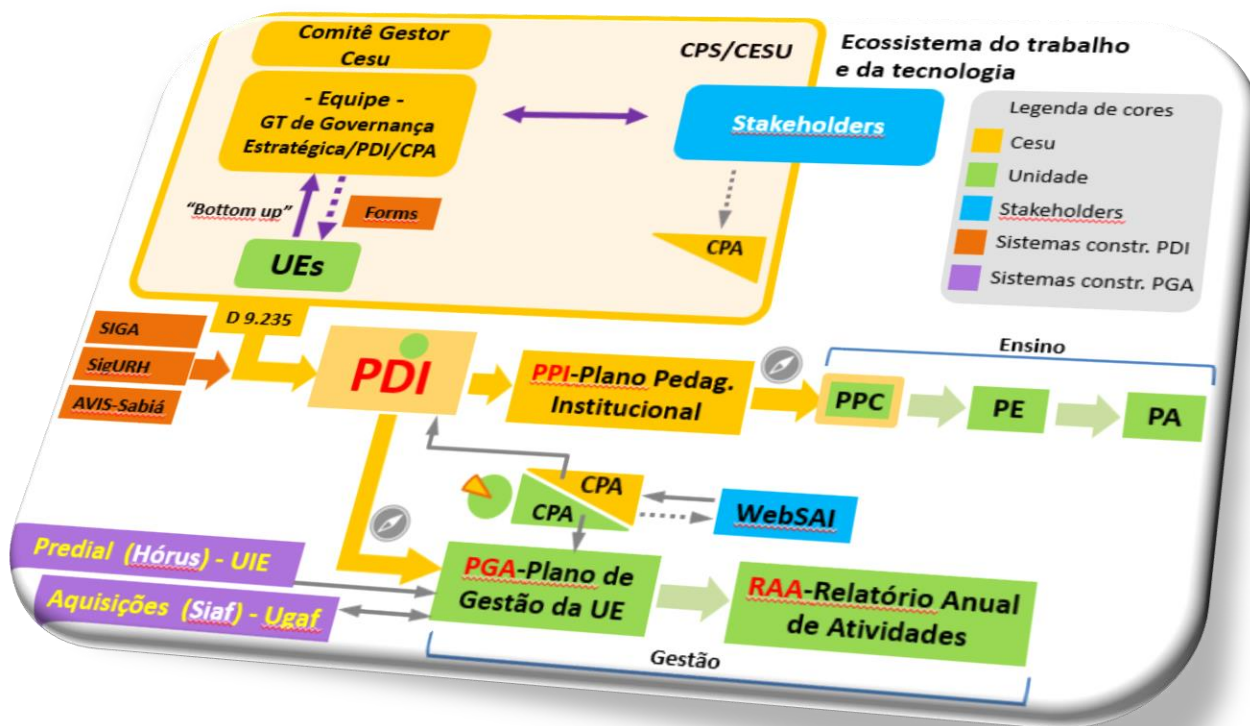 Comitê Gestor
Cesu
CPS/CESU
Ecossistema do trabalho
e da tecnologia
- Equipe -
GT de Governança
Estratégica/PDI/CPA
Stakeholders
Legenda de cores
Cesu
Unidade
Stakeholders
Sistemas constr. PDI
Sistemas constr. PGA
"Bottom up"
Forms
CPA
UEs
D 9.235
SIGA
SigURH
AVIS-Sabiá
PDI
PPI-Plano Pedag.
Institucional
Ensino
PPC
PE
PA
CPA
CPA
WebSAI
Predial (Hórus) - UIE
Aquisições (Siaf) - Ugaf
PGA-Plano de
Gestão da UE
RAA-Relatório Anual
de Atividades
Gestão